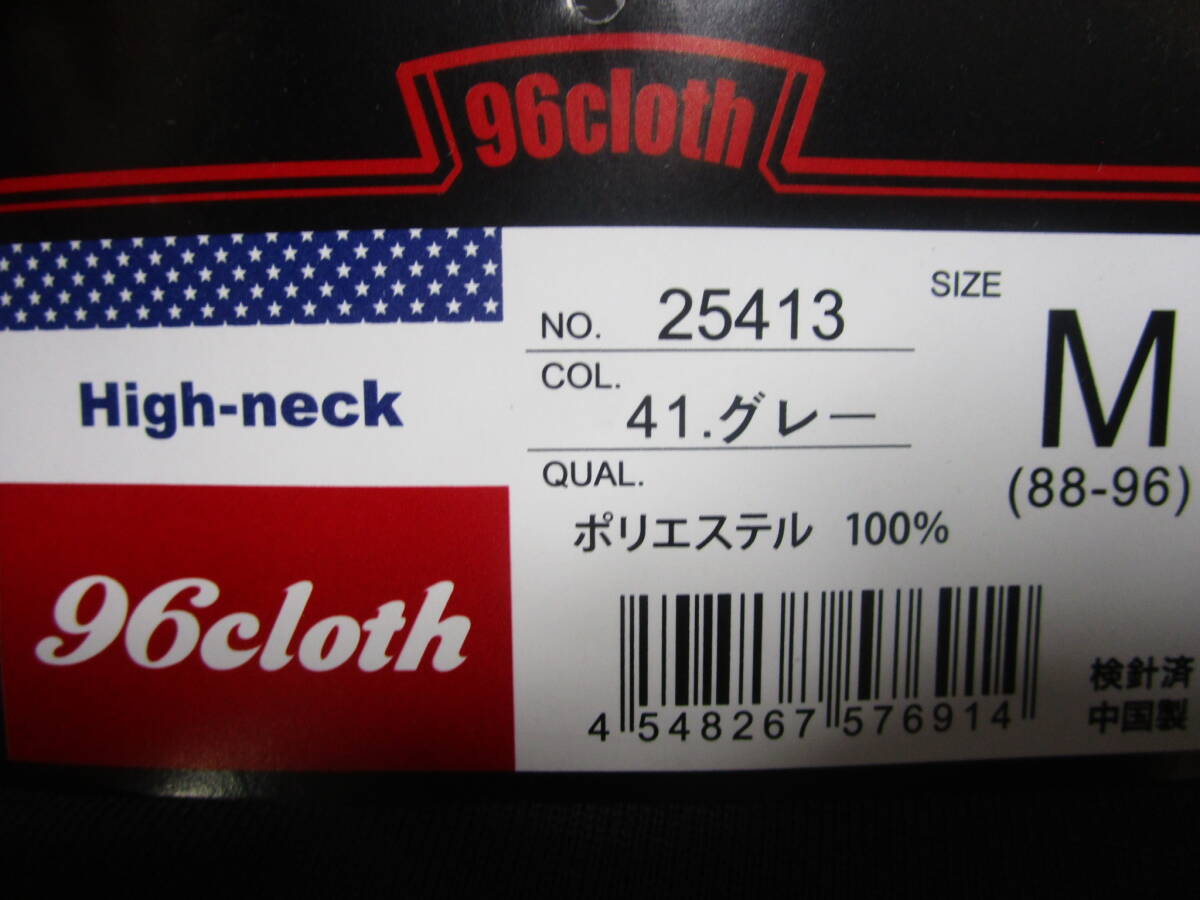 96cloth
High-neck
96cloth
NO. 25413
COL.
41.グレー
QUAL.
ポリエステル 100%
SIZE
M
(88-96)
4 548267 576914
検針済
中国製